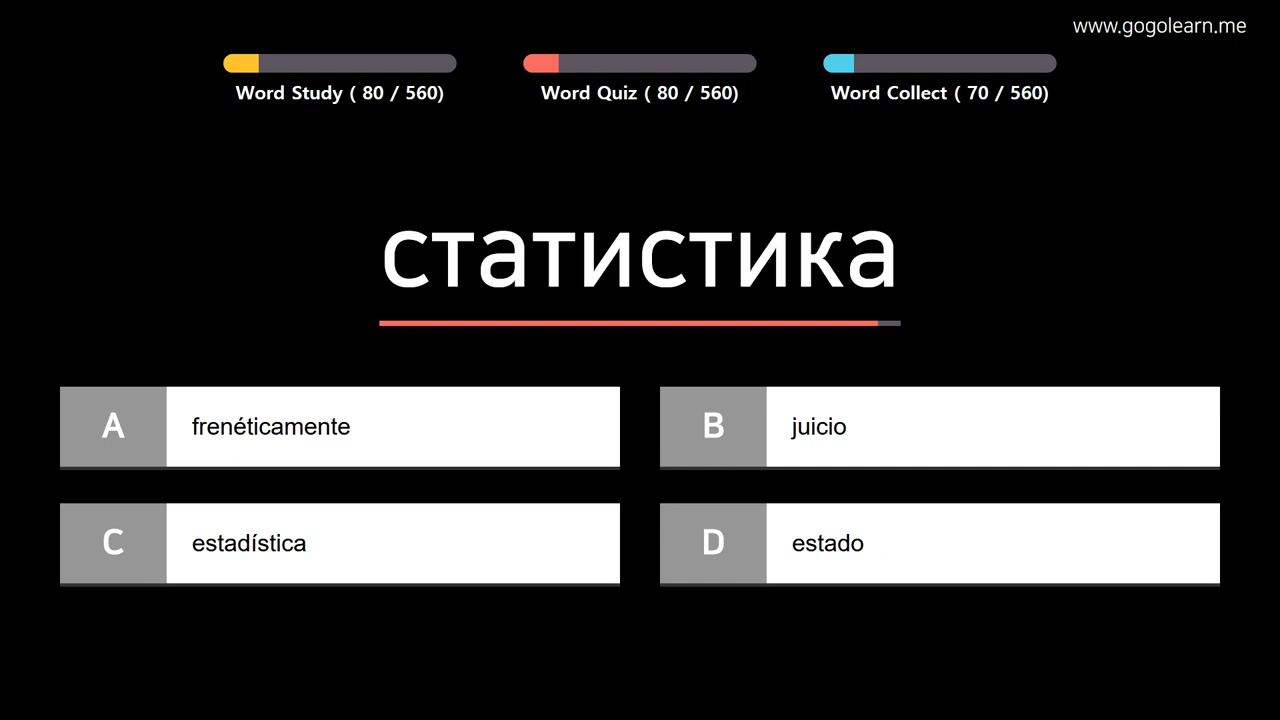 www.gogolearn.me
Word Study ( 80 / 560)
Word Quiz ( 80 / 560)
Word Collect ( 70 / 560)
статистика
A frenéticamente
B juicio
C estadística
D estado